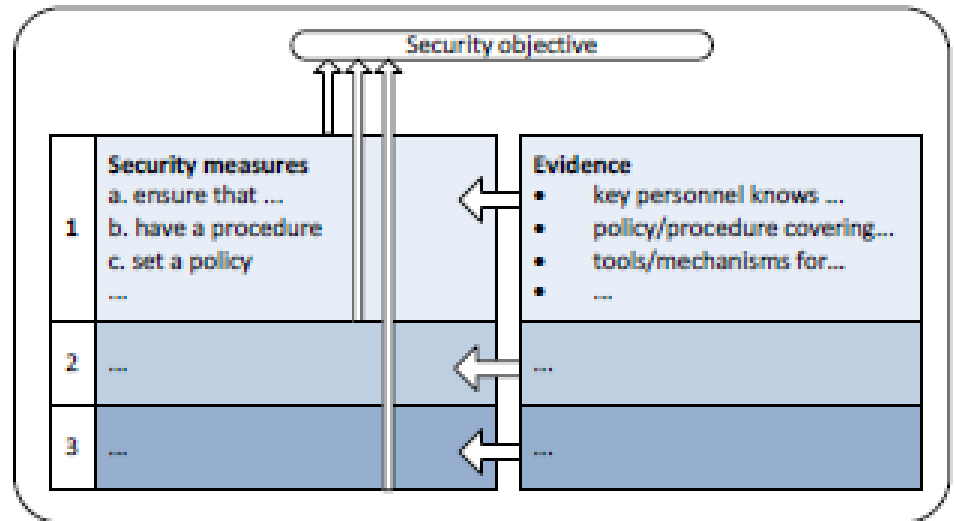 Security objective
Security measures
a. ensure that ...
b. have a procedure
c. set a policy
...
1
Evidence
• key personnel knows ...
• policy/procedure covering...
• tools/mechanisms for...
• ...
2
...
...
3
...
...